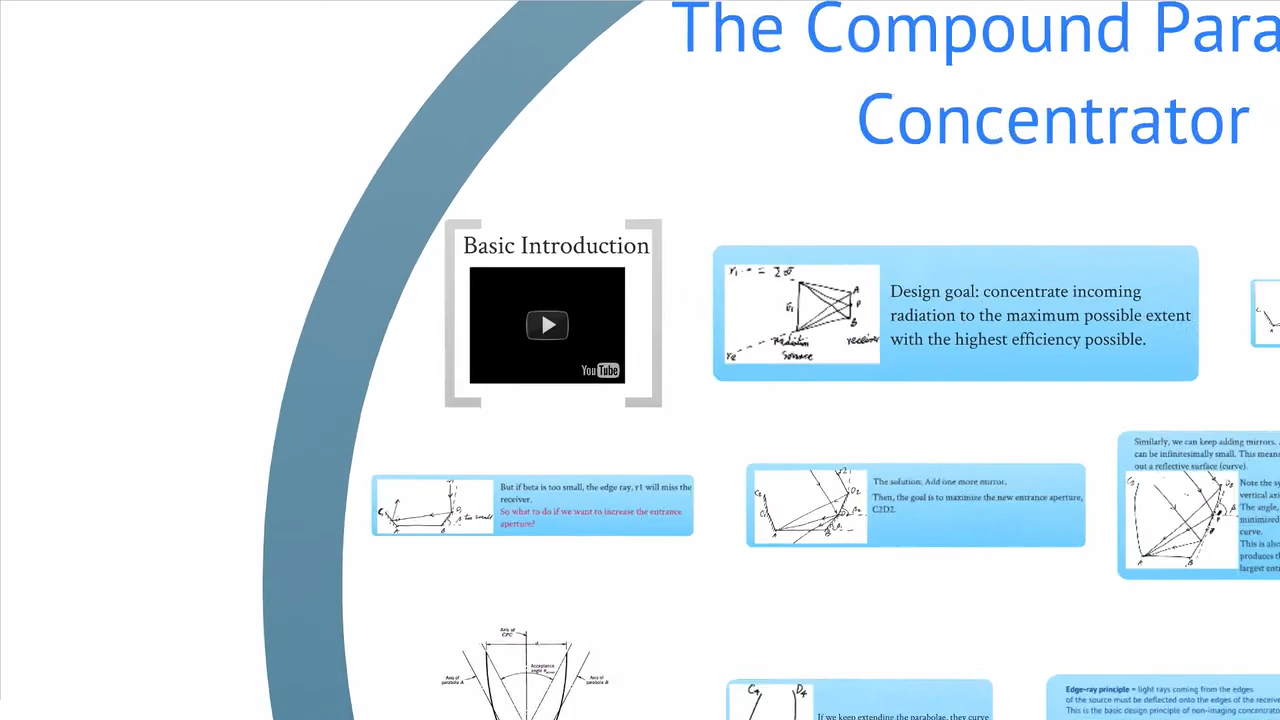 The Compound Para
Concentrator
Basic Introduction
YouTube
radiation
source
receiver
Design goal: concentrate incoming
radiation to the maximum possible extent
with the highest efficiency possible.
But if beta is too small, the edge ray, r1 will miss the
receiver.
So what to do if we want to increase the entrance
aperture?
The solution: Add one more mirror.
Then, the goal is to maximize the new entrance aperture,
C2D2.
Similarly, we can keep adding mirrors.
can be infinitesimally small. This means
out a reflective surface (curve).
Note the
vertical
The angle,
minimized
curve.
This is also
produces
largest
Axis of
CPC
Acceptance
angle
Axis of
parabola A
Axis of
parabola B
If we keep extending the parabolae, they curve
Edge-ray principle = light rays coming from the edges
of the source must be deflected onto the edges of the receive
This is the basic design principle of non-imaging concentrato